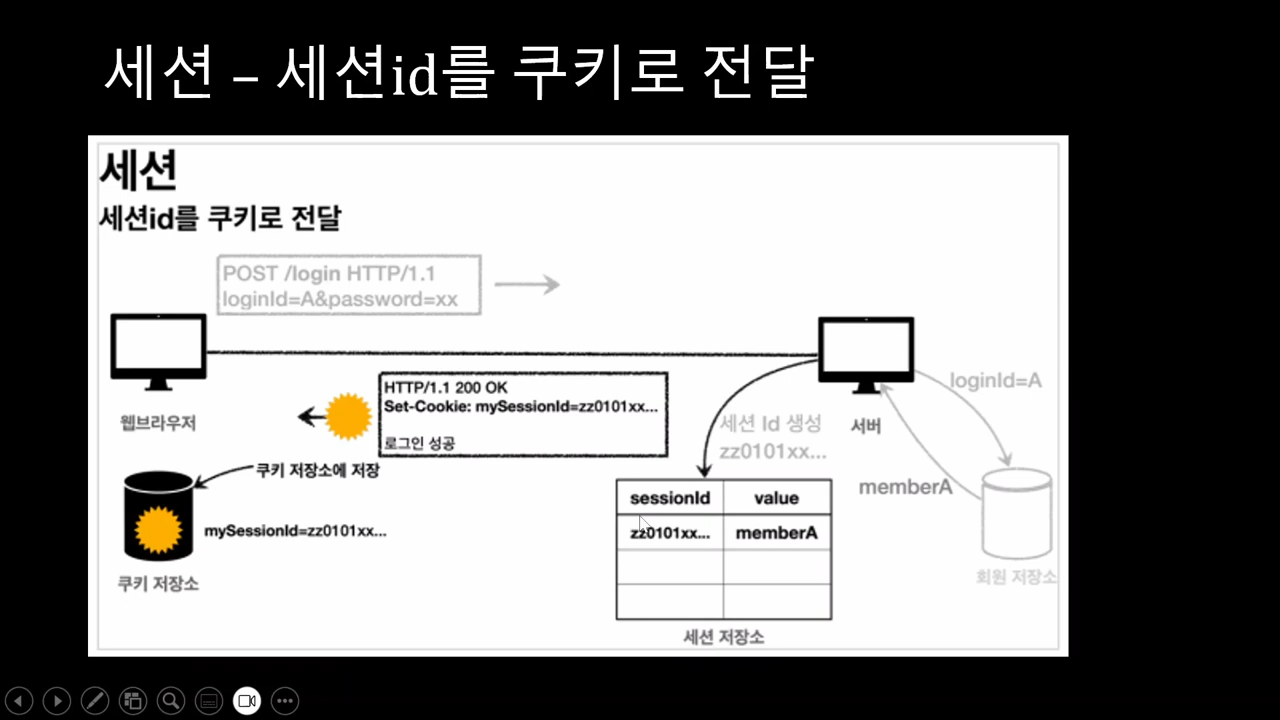 세션 – 세션id를 쿠키로 전달
세션
세션id를 쿠키로 전달
POST /login HTTP/1.1
loginId=A&password=xx
HTTP/1.1 200 OK
Set-Cookie: mySessionId=zz0101xx...
로그인 성공
웹브라우저
쿠키 저장소에 저장
mySessionId=zz0101xx...
쿠키 저장소
세션 Id 생성
zz0101xx...
서버
loginId=A
memberA
sessionId value
zz0101xx... memberA
세션 저장소
회원 저장소